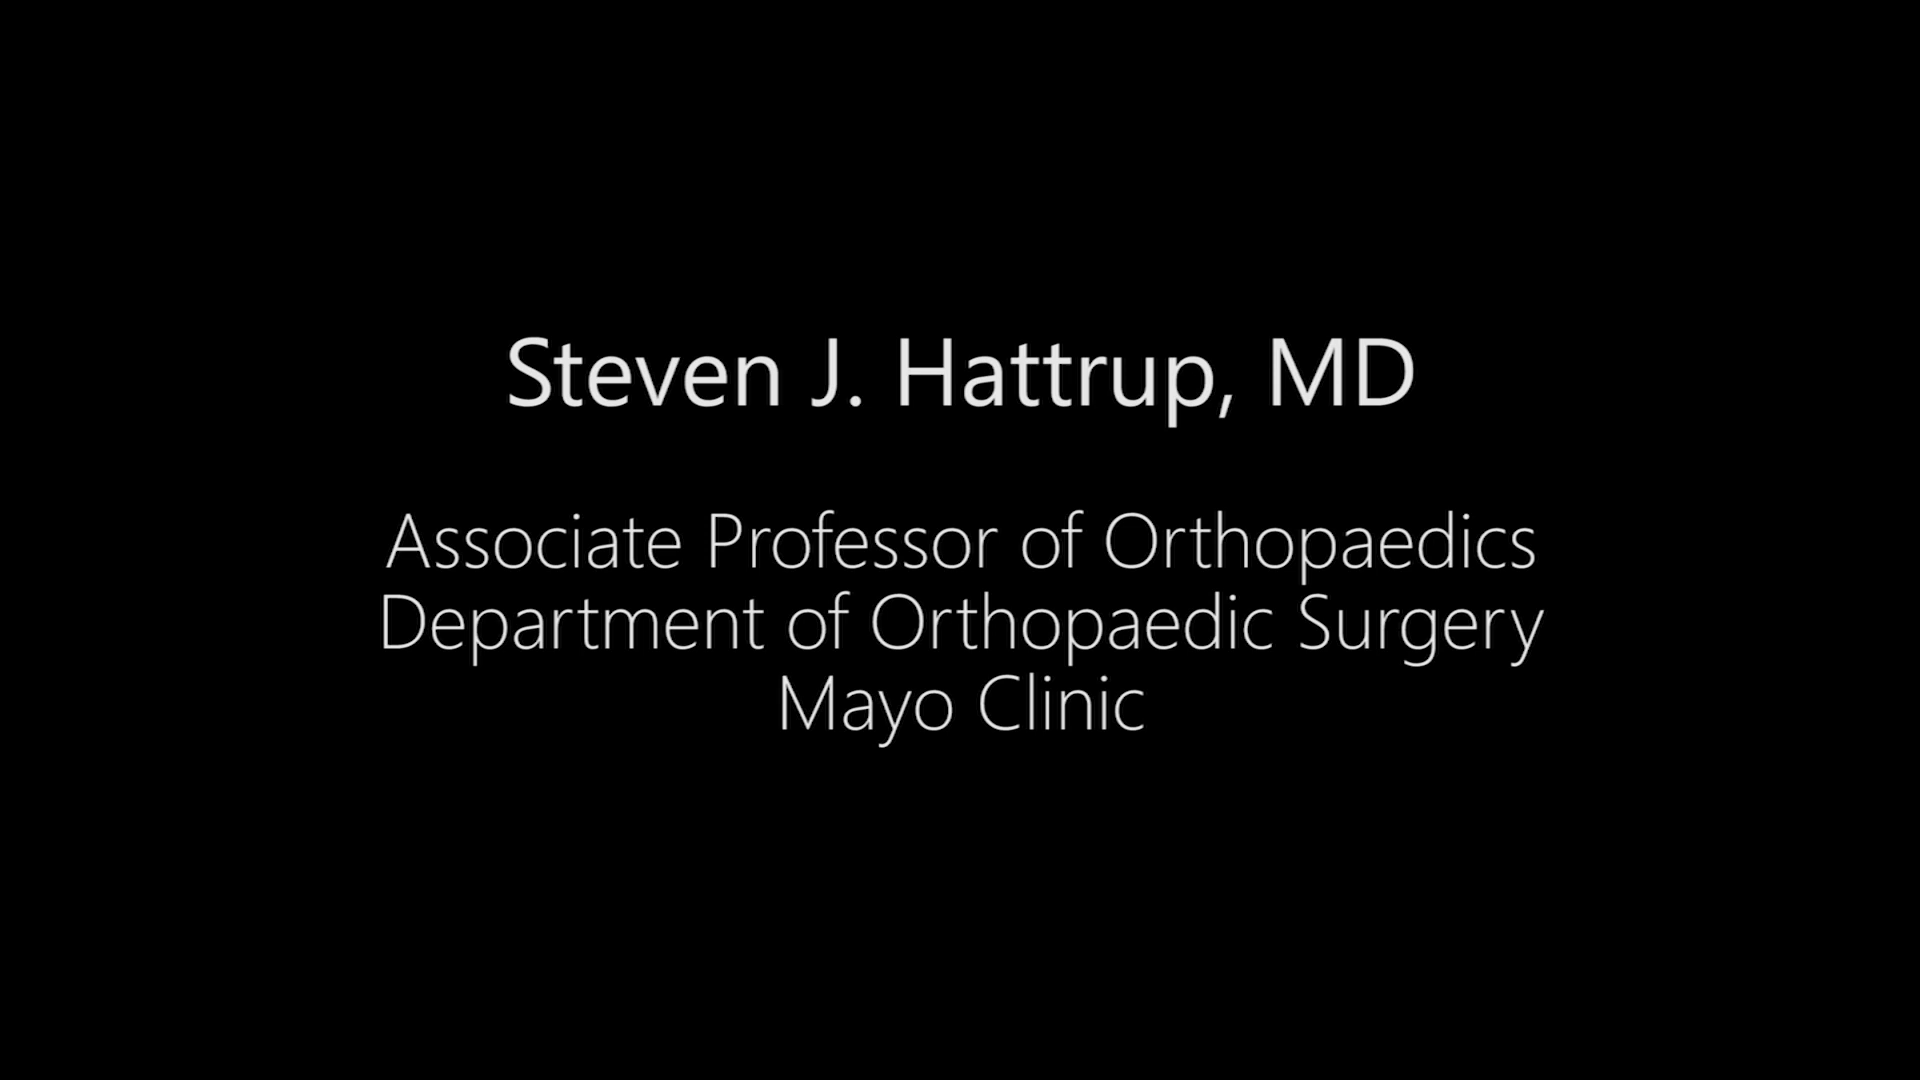 Steven J. Hattrup, MD
Associate Professor of Orthopaedics
Department of Orthopaedic Surgery
Mayo Clinic